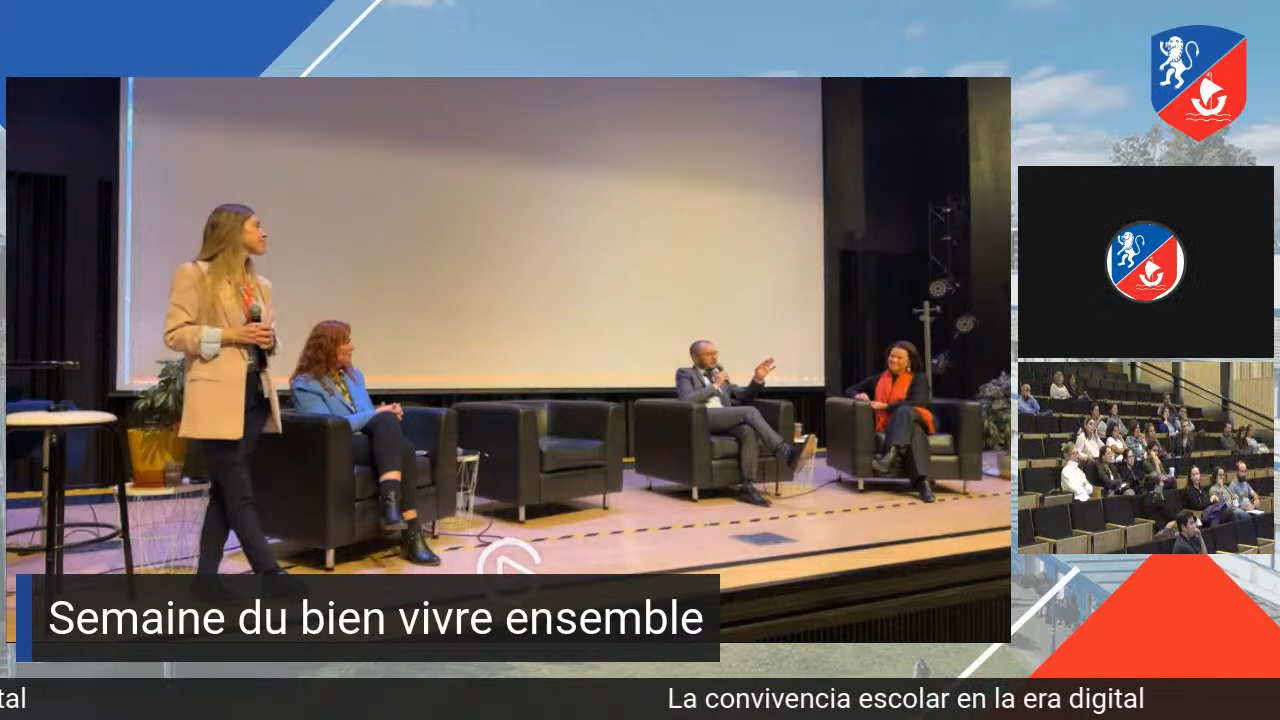 Semaine du bien vivre ensemble
tal La convivencia escolar en la era digital